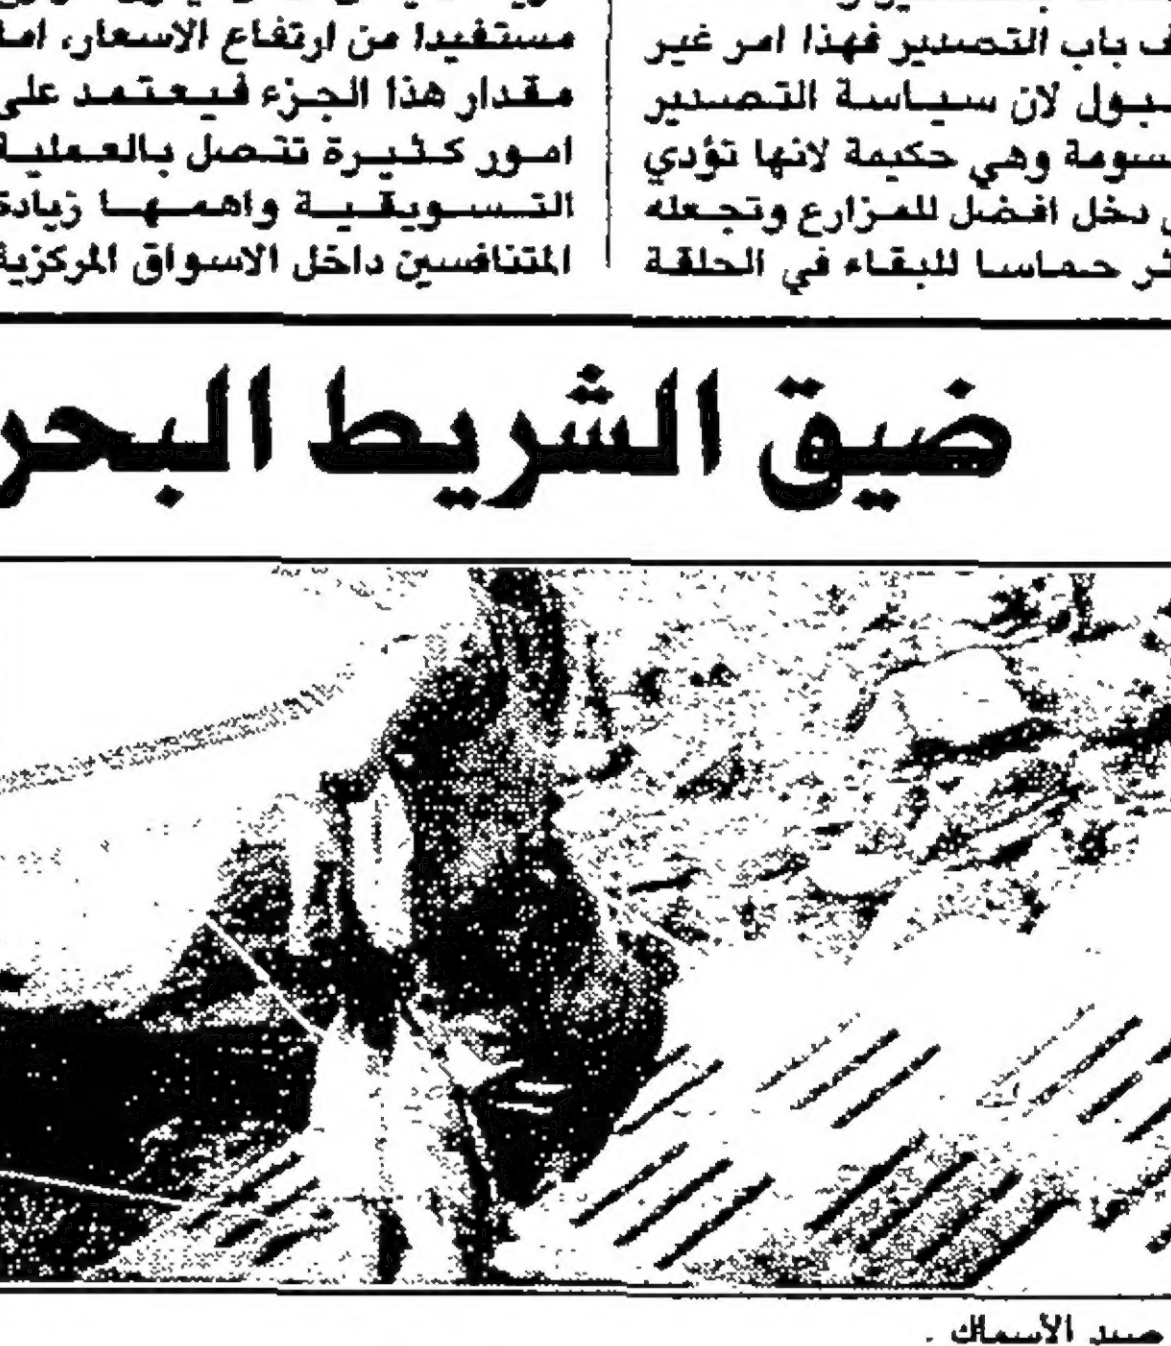 باب التصدير فهذا امر غير
لان سياسة التصدير
وهي حكيمة لانها تؤدي
دخل افضل للمزارع وتجعله
حماسا للبقاء في الحلقة
مستفيدا من ارتفاع الاسعار، اما
مقدار هذا الجزء فيعتمد على
امور كثيرة تتصل بالعملية
التسويقية واهمها زيادة
المتنافسين داخل الاسواق المركزية
ضيق الشريط البحر
صيد الأسماك .